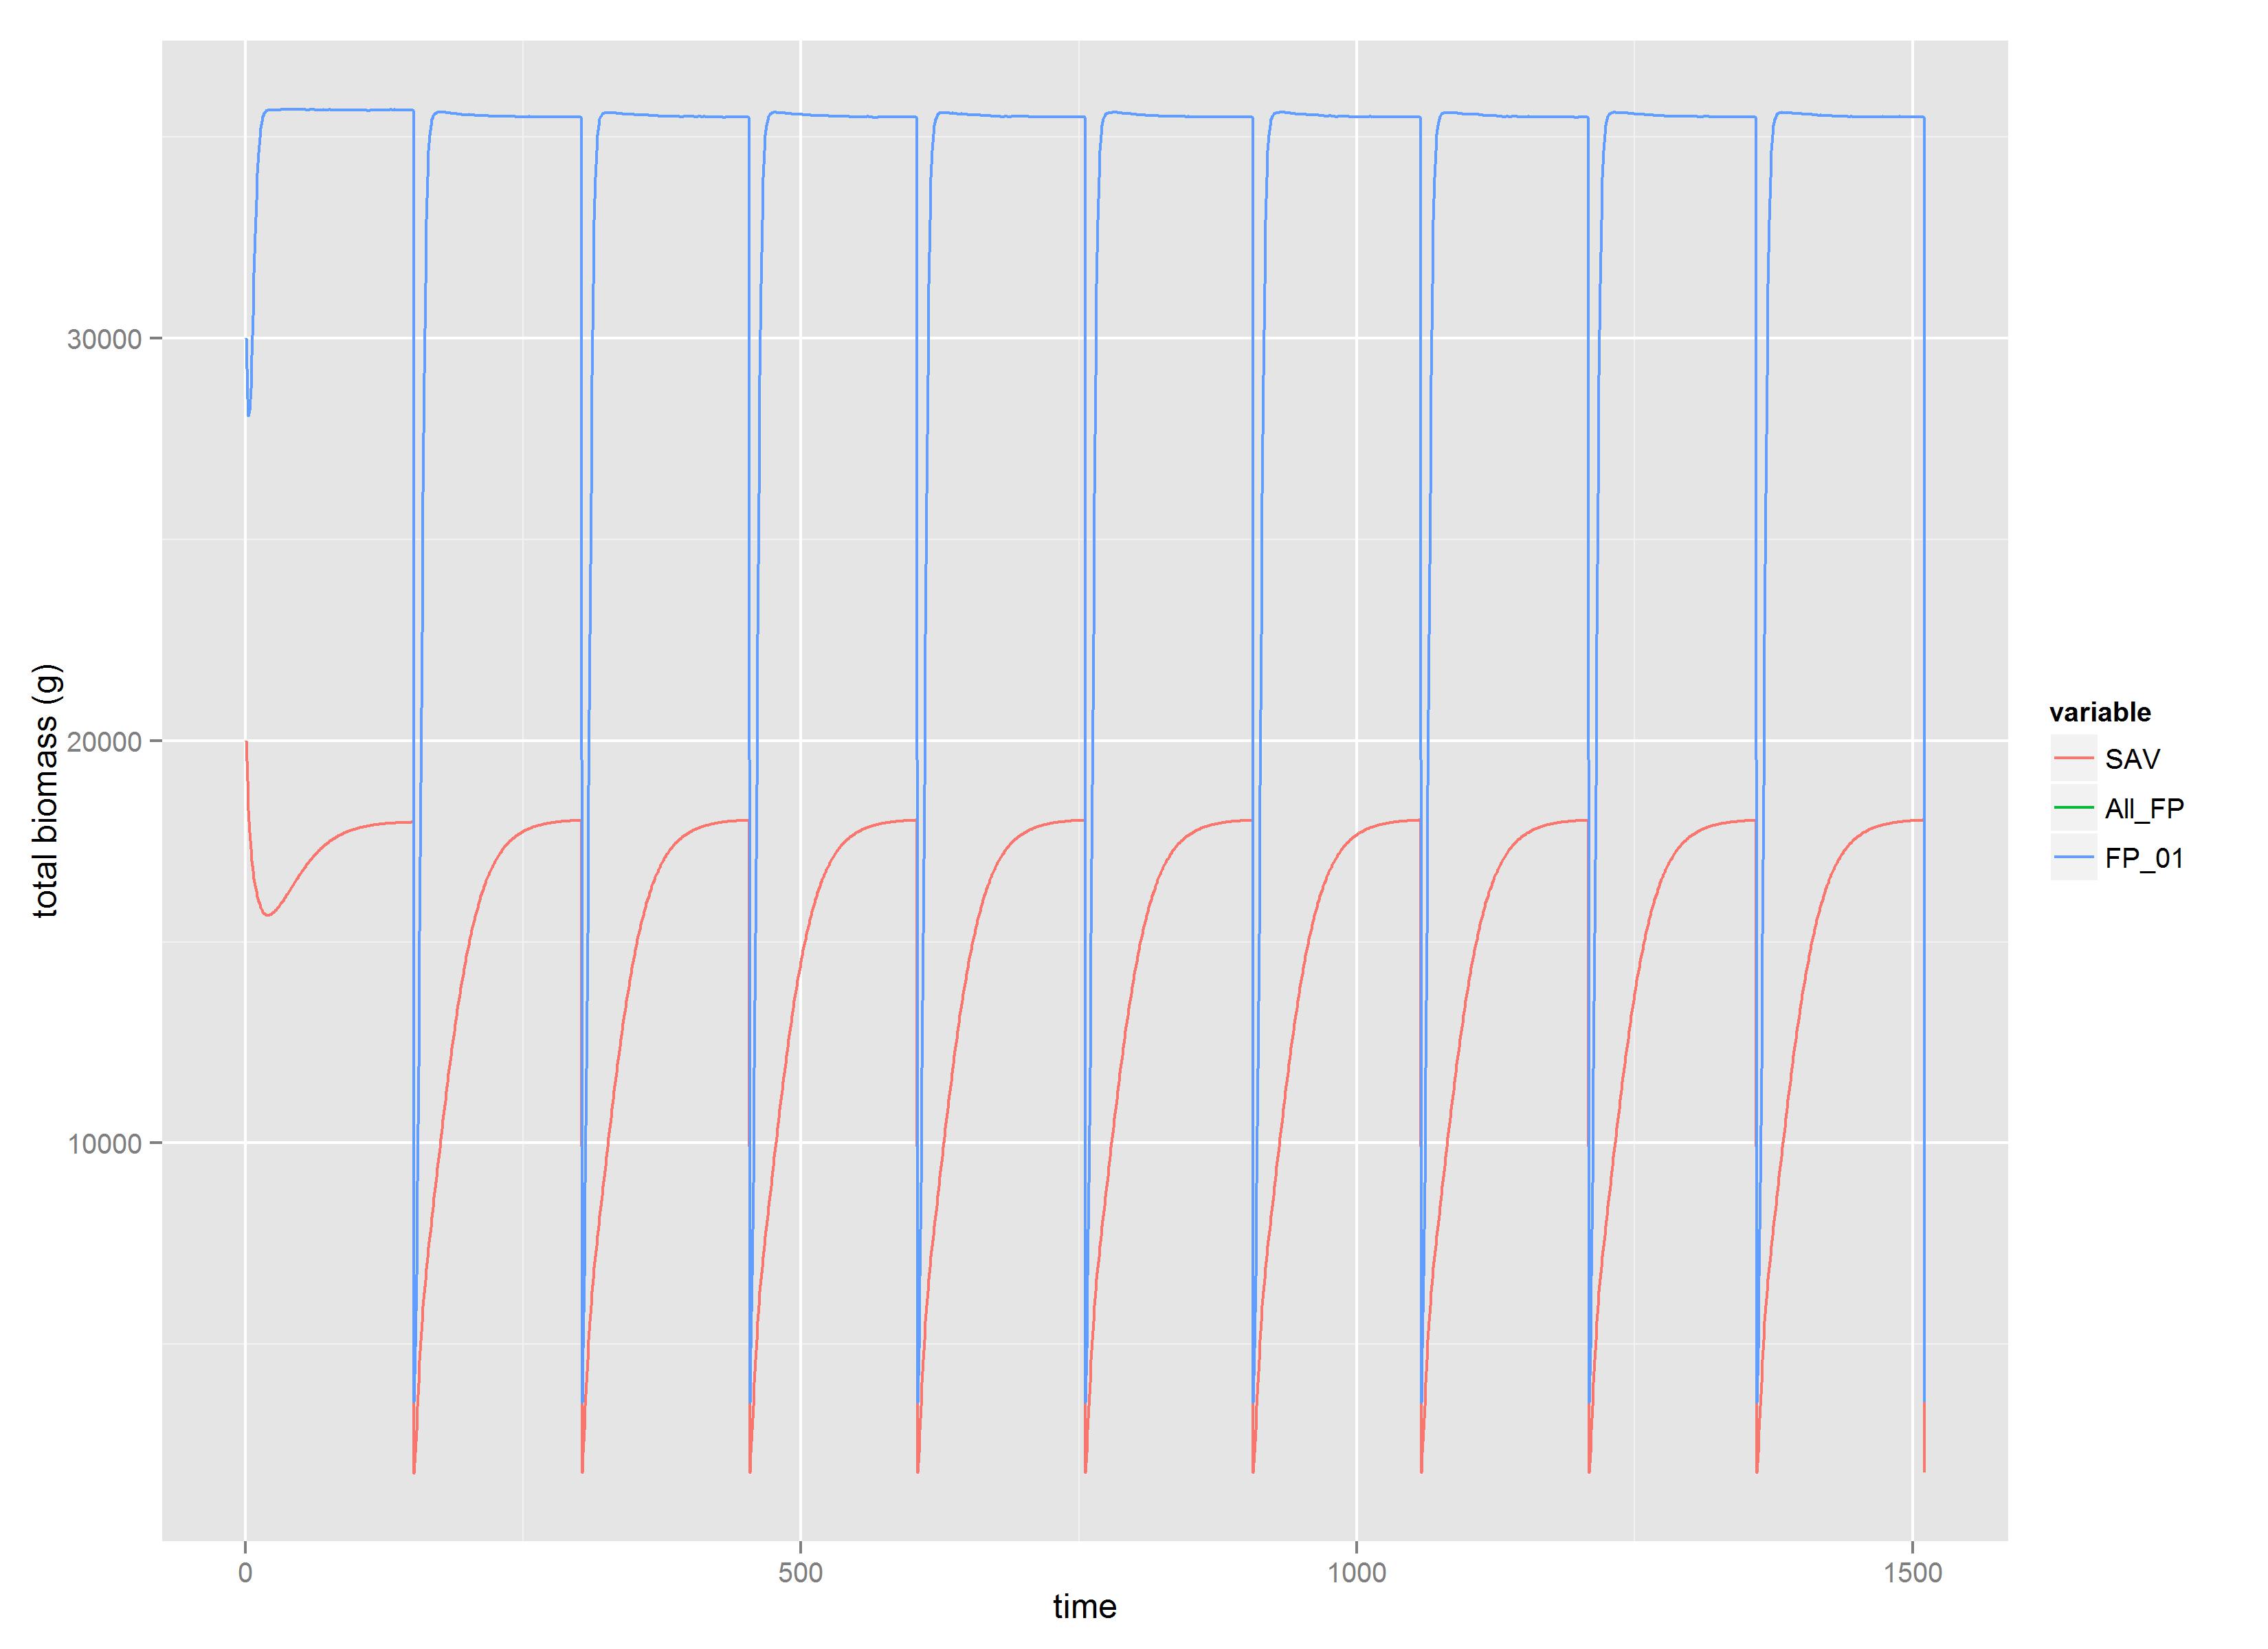 total biomass (g)
30000
20000
10000
0
500
1000
1500
time
variable
SAV
All_FP
FP_01